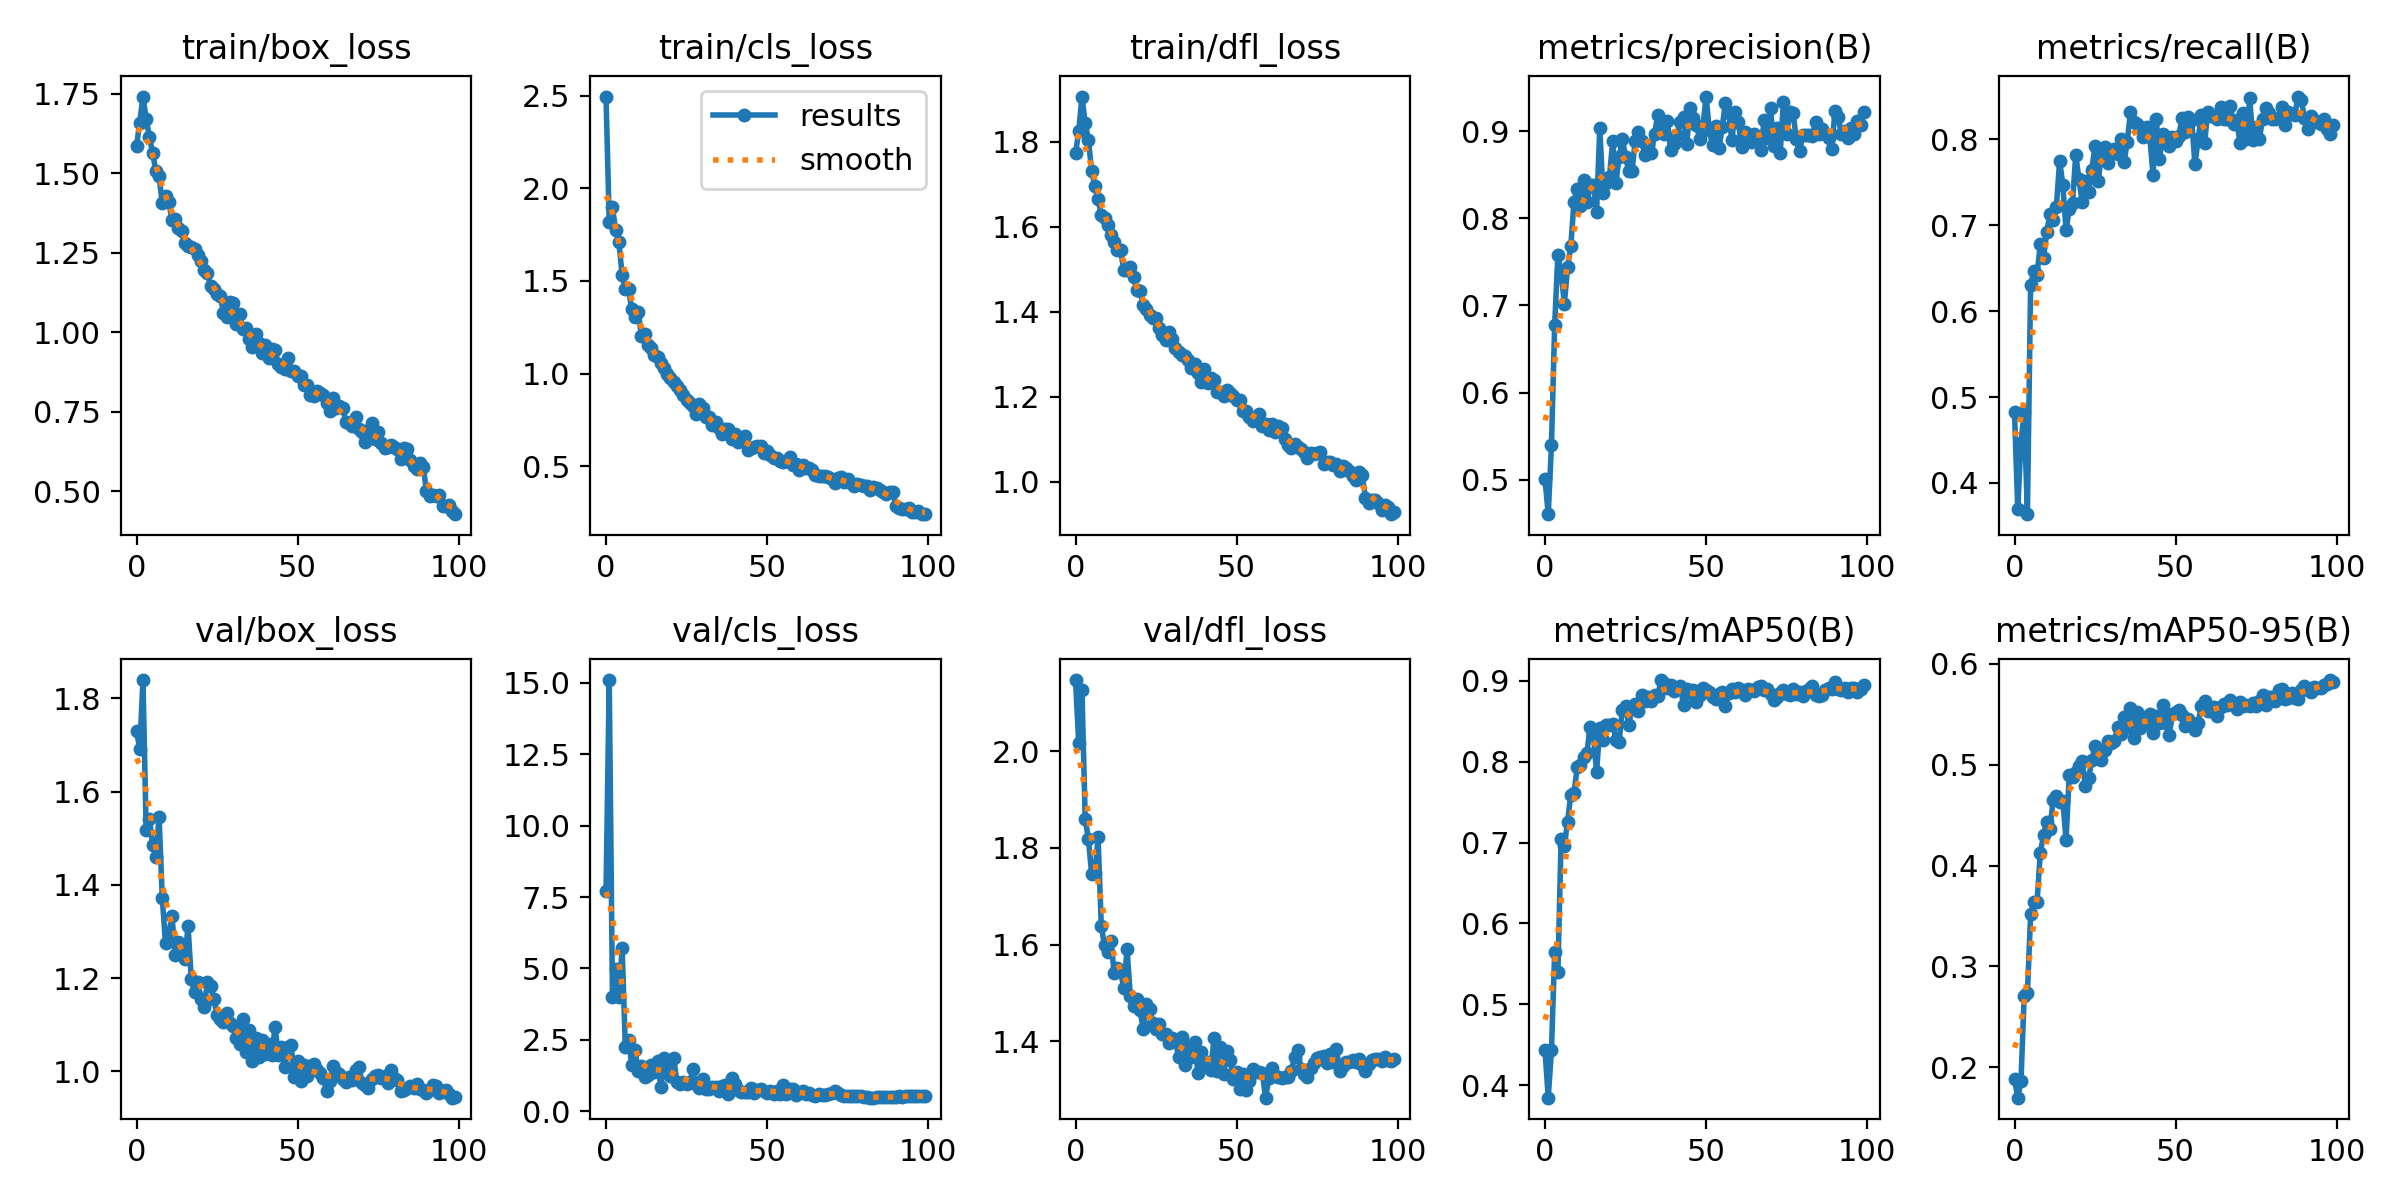 train/box_loss
1.75
1.50
1.25
1.00
0.75
0.50
0 50 100
train/cls_loss
results
smooth
2.5
2.0
1.5
1.0
0.5
0 50 100
train/dfl_loss
1.8
1.6
1.4
1.2
1.0
0 50 100
metrics/precision(B)
0.9
0.8
0.7
0.6
0.5
0 50 100
metrics/recall(B)
0.8
0.7
0.6
0.5
0.4
0 50 100
val/box_loss
1.8
1.6
1.4
1.2
1.0
0 50 100
val/cls_loss
15.0
12.5
10.0
7.5
5.0
2.5
0.0
0 50 100
val/dfl_loss
2.0
1.8
1.6
1.4
0 50 100
metrics/mAP50(B)
0.9
0.8
0.7
0.6
0.5
0.4
0 50 100
metrics/mAP50-95(B)
0.6
0.5
0.4
0.3
0.2
0 50 100